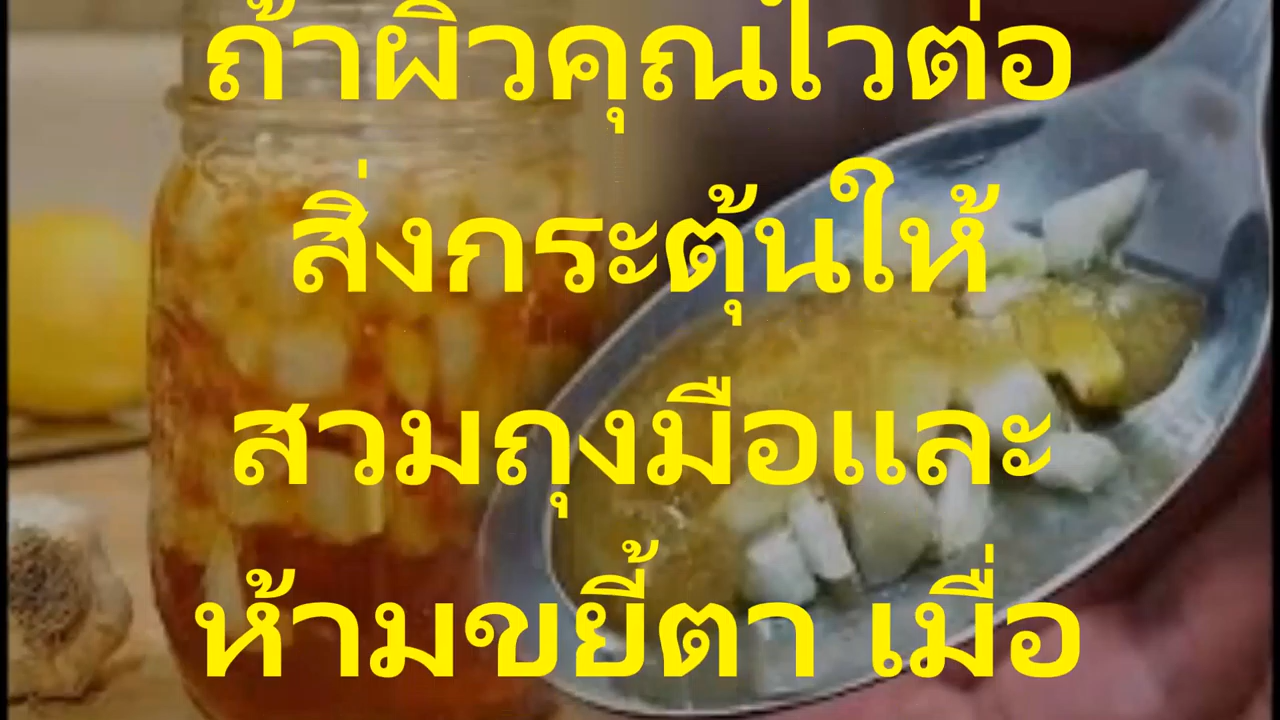 ถ้าผิวคุณไวต่อ
สิ่งกระตุ้นให้
สวมถุงมือและ
ห้ามขยี้ตา เมื่อ